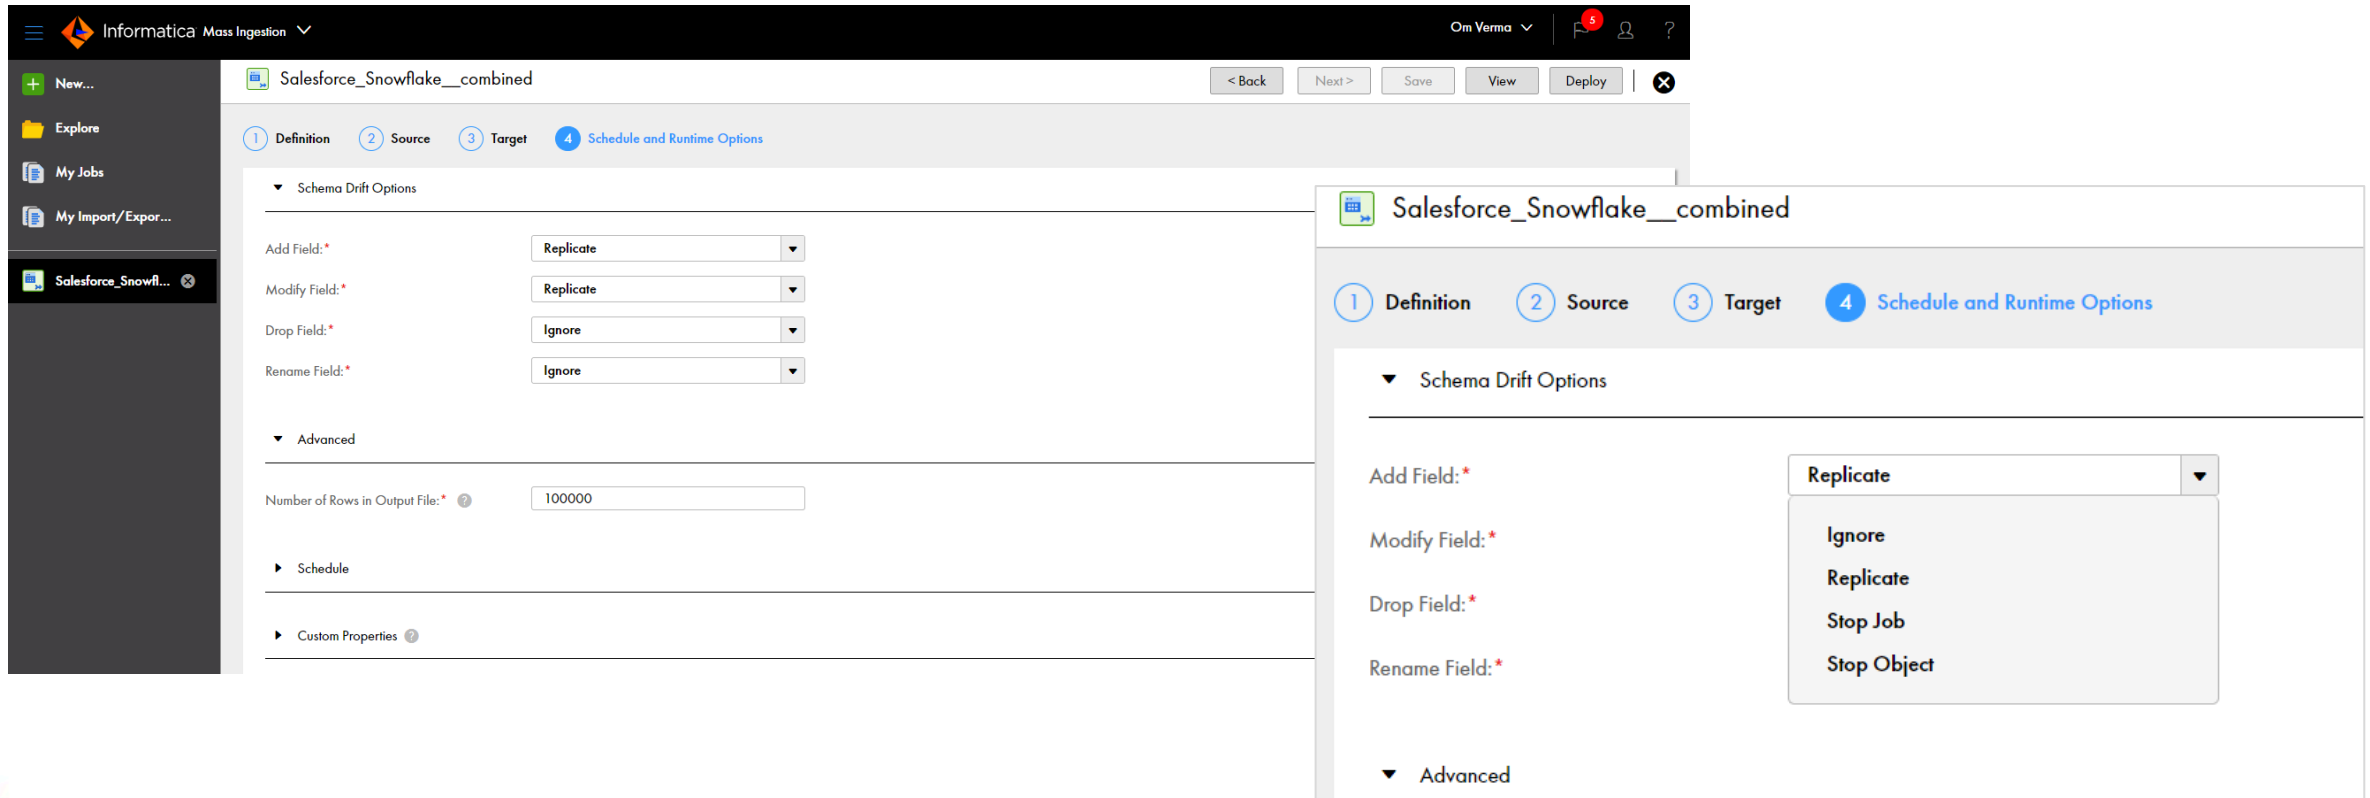 Informatica Mass Ingestion
Om Verma
5
?
New...
Explore
My Jobs
My Import/Expor...
Salesforce_Snowfl...
Salesforce_Snowflake__combined
< Back
Next >
Save
View
Deploy
1 Definition 2 Source 3 Target 4 Schedule and Runtime Options
Schema Drift Options
Add Field:* Replicate
Modify Field:* Replicate
Drop Field:* Ignore
Rename Field:* Ignore
Advanced
Number of Rows in Output File:* ? 100000
Schedule
Custom Properties ?
Salesforce_Snowflake__combined
1 Definition 2 Source 3 Target 4 Schedule and Runtime Options
Schema Drift Options
Add Field:* Replicate
Ignore
Modify Field:*
Replicate
Drop Field:*
Stop Job
Rename Field:*
Stop Object
Advanced